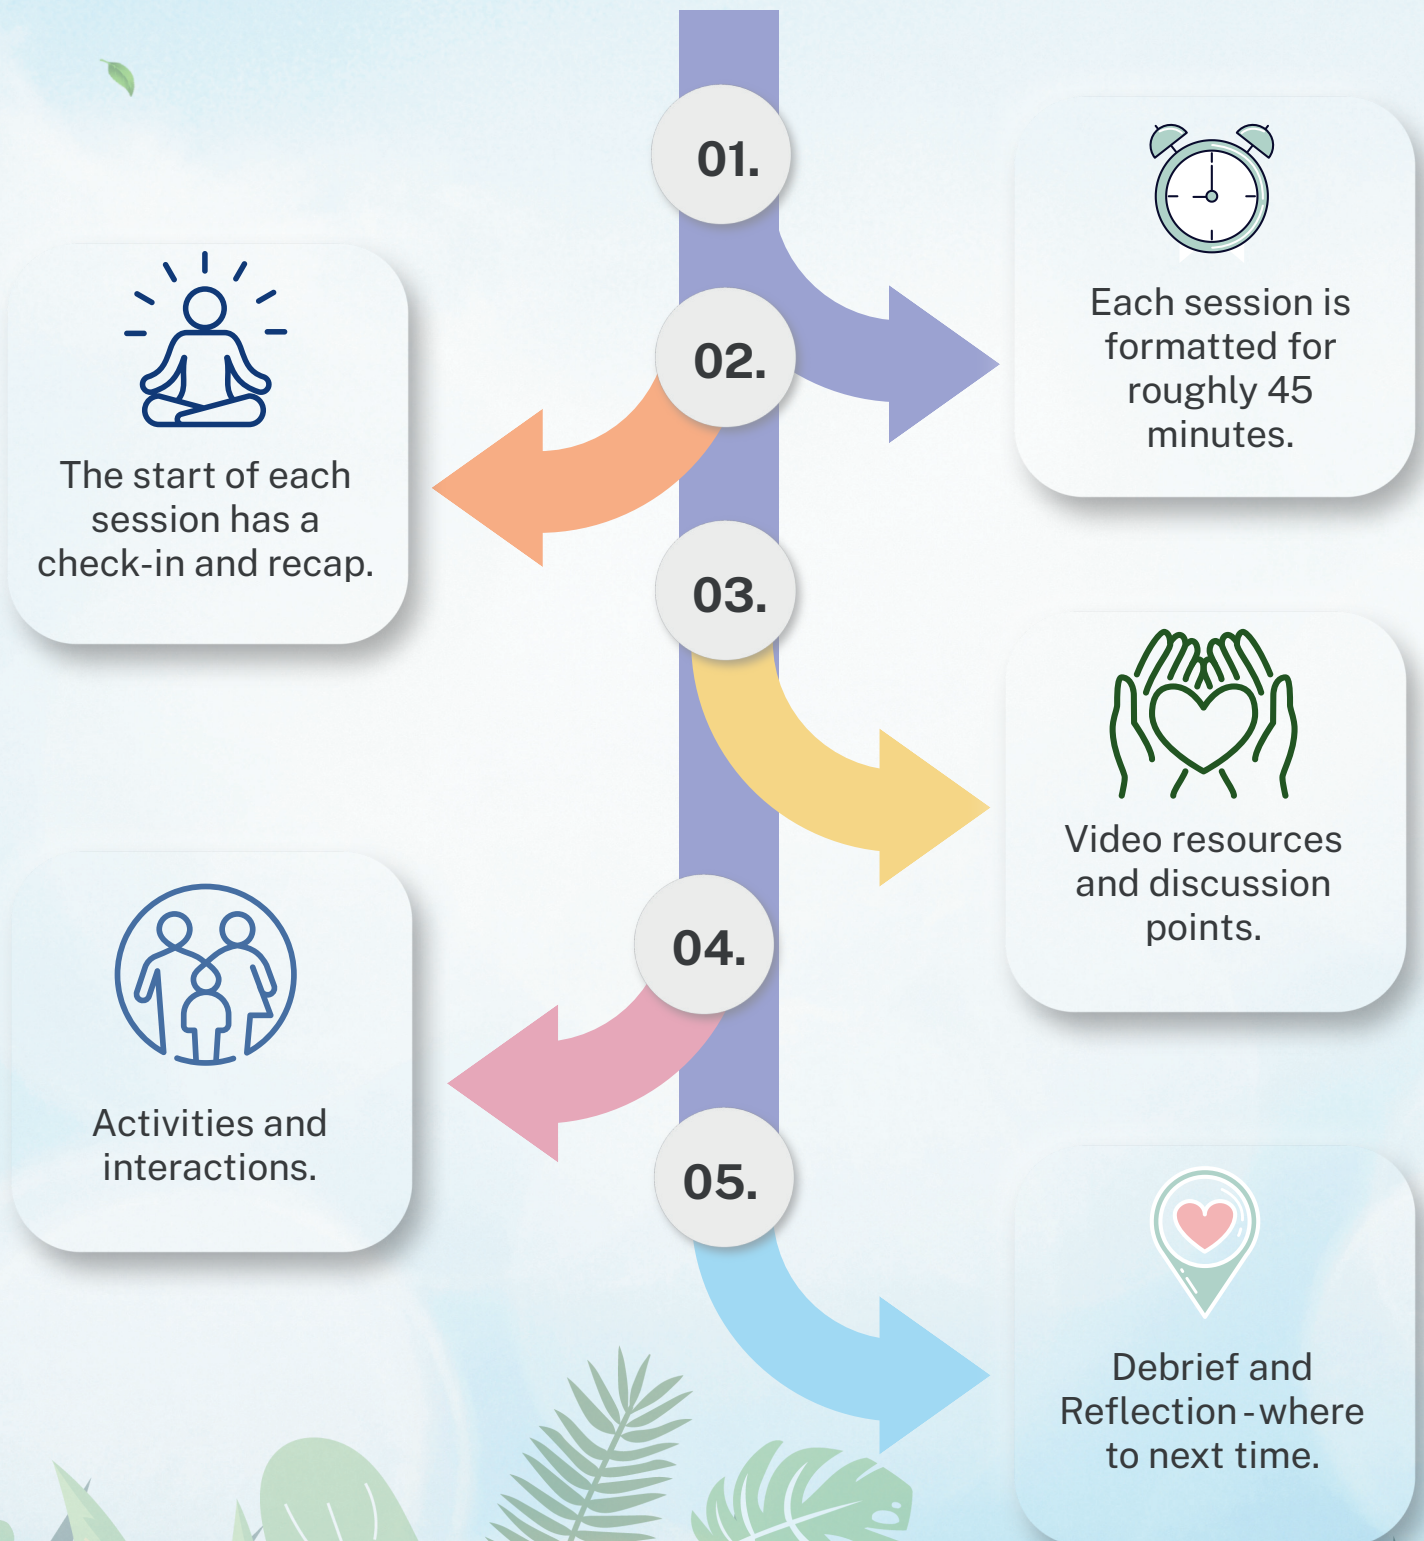 01.
Each session is
formatted for
roughly 45
minutes.
02.
The start of each
session has a
check-in and recap.
03.
Video resources
and discussion
points.
04.
Activities and
interactions.
05.
Debrief and
Reflection - where
to next time.